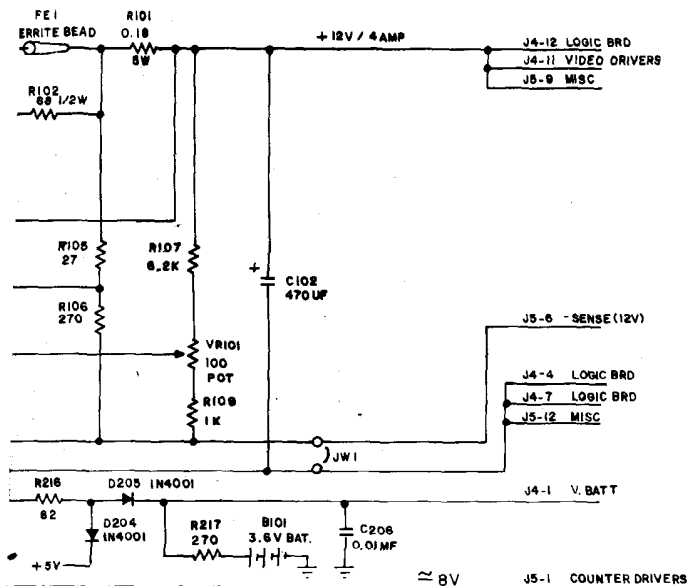 FE1
ERRITE BEAD
R101
0.18
5W
+12V / 4AMP
J4-12 LOGIC BRD
J4-11 VIDEO DRIVERS
J5-9 MISC
R102
68 1/2W
R105
27
R107
8.2K
+
C102
470UF
R106
270
J5-6 -SENSE (12V)
VR101
100
POT
J4-4 LOGIC BRD
J4-7 LOGIC BRD
J5-12 MISC
R109
1K
JW1
R216
82
D205 1N4001
J4-1 V. BATT
D204
1N4001
R217
270
B101
3.6V BAT.
C206
0.01MF
+5V
≈8V
J5-1 COUNTER DRIVERS